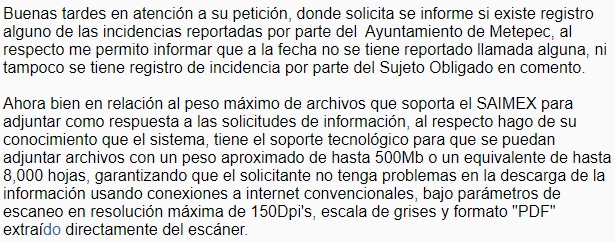 Buenas tardes en atención a su petición, donde solicita se informe si existe registro
alguno de las incidencias reportadas por parte del  Ayuntamiento de Metepec, al
respecto me permito informar que a la fecha no se tiene reportado llamada alguna, ni
tampoco se tiene registro de incidencia por parte del Sujeto Obligado en comento.

Ahora bien en relación al peso máximo de archivos que soporta el SAIMEX para
adjuntar como respuesta a las solicitudes de información, al respecto hago de su
conocimiento que el sistema, tiene el soporte tecnológico para que se puedan
adjuntar archivos con un peso aproximado de hasta 500Mb o un equivalente de hasta
8,000 hojas, garantizando que el solicitante no tenga problemas en la descarga de la
información usando conexiones a internet convencionales, bajo parámetros de
escaneo en resolución máxima de 150Dpi's, escala de grises y formato "PDF"
extraído directamente del escáner.